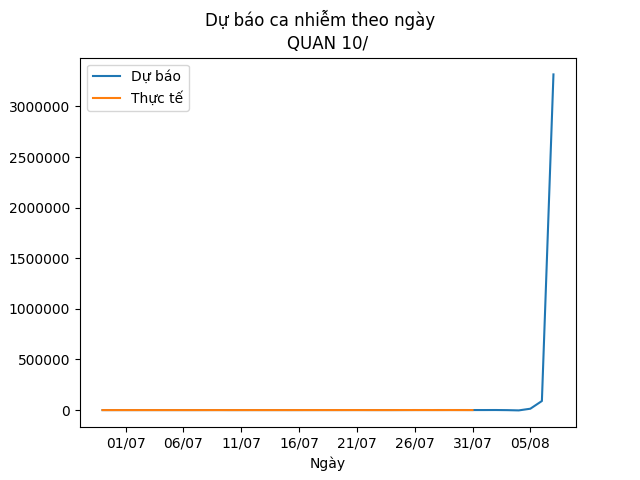 Dự báo ca nhiễm theo ngày
QUAN 10/
Dự báo
Thực tế
3000000
2500000
2000000
1500000
1000000
500000
0
01/07 06/07 11/07 16/07 21/07 26/07 31/07 05/08
Ngày